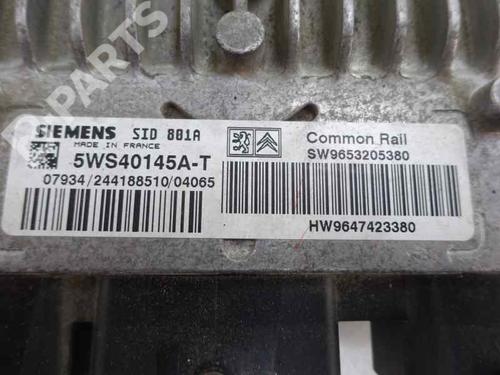 SIEMENS SID 801A
MADE IN FRANCE
5WS40145A-T
07934/244188510/04065
Common Rail
SW9653205380
HW9647423380
B-PARTS